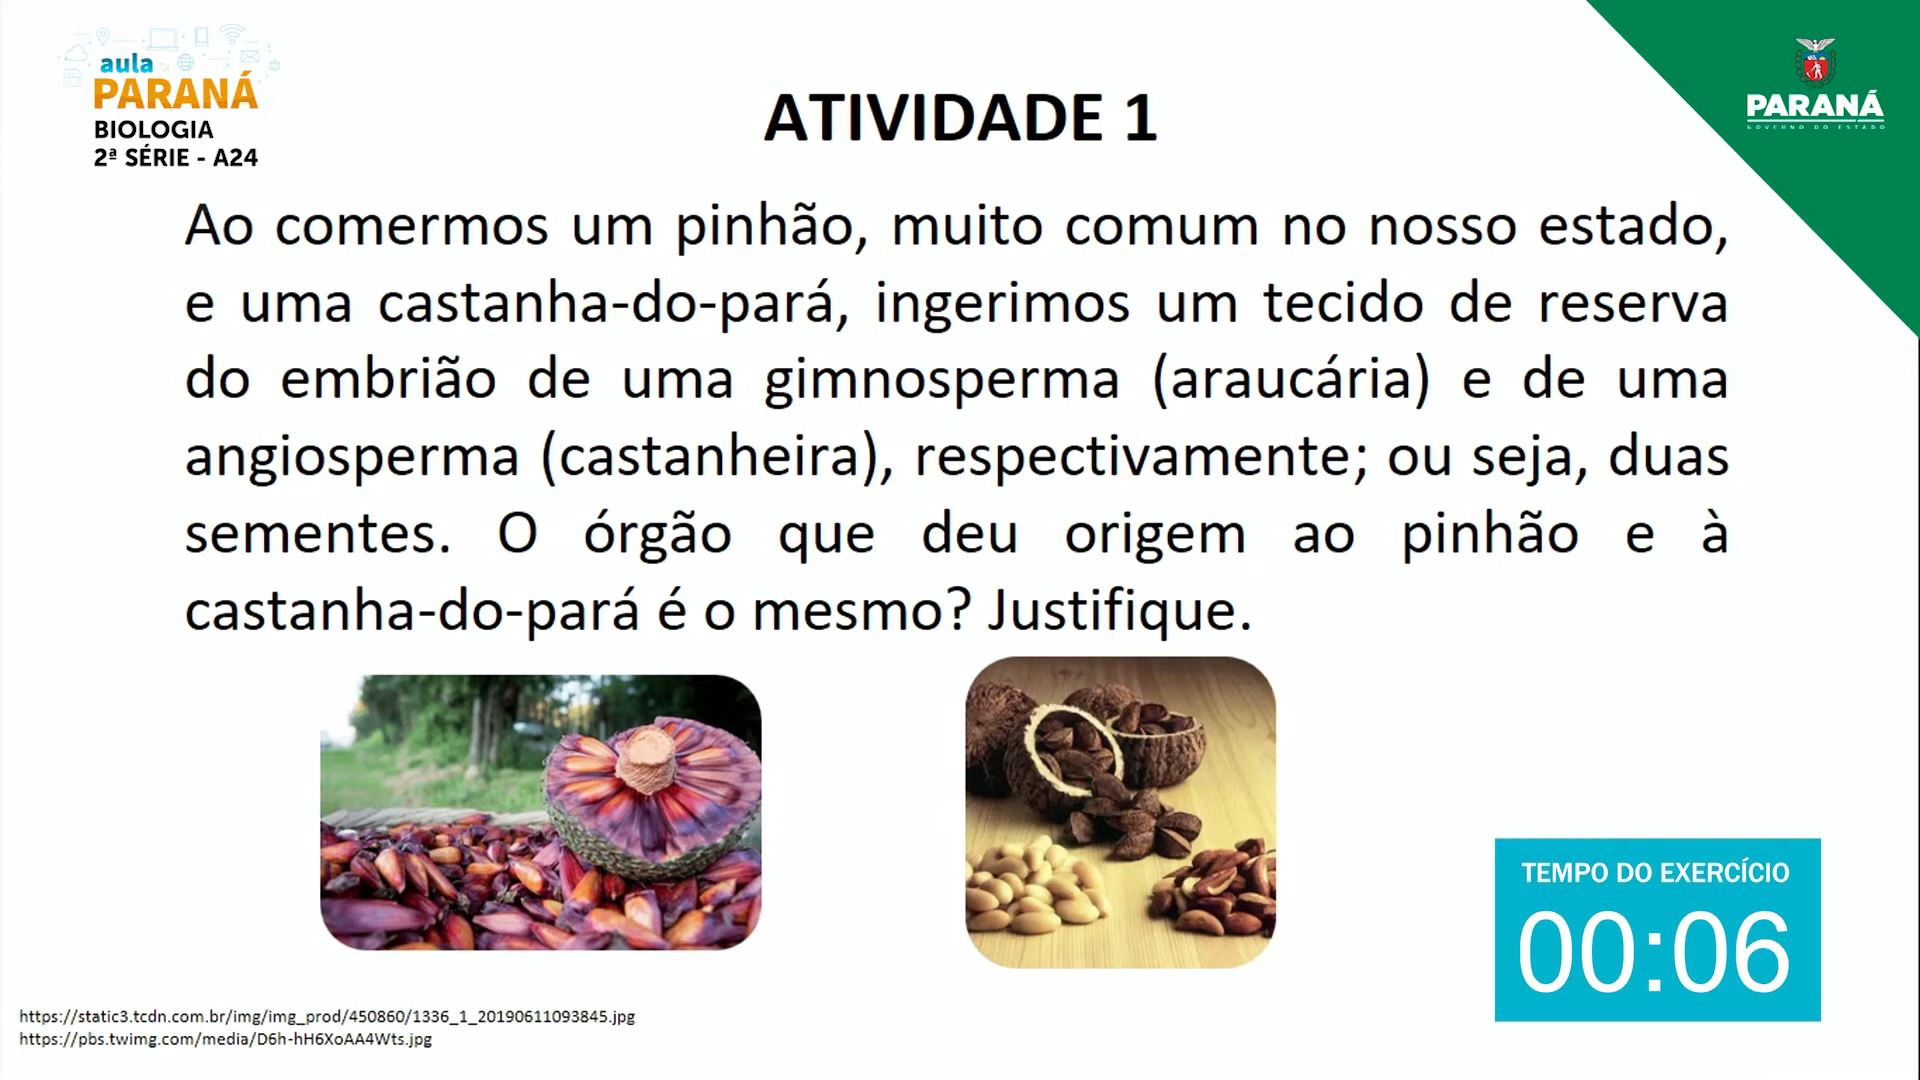 aula
PARANÁ
BIOLOGIA
2ª SÉRIE - A24
PARANÁ
GOVERNO DO ESTADO
ATIVIDADE 1
Ao comermos um pinhão, muito comum no nosso estado,
e uma castanha-do-pará, ingerimos um tecido de reserva
do embrião de uma gimnosperma (araucária) e de uma
angiosperma (castanheira), respectivamente; ou seja, duas
sementes. O órgão que deu origem ao pinhão e à
castanha-do-pará é o mesmo? Justifique.
TEMPO DO EXERCÍCIO
00:06
https://static3.tcdn.com.br/img/img_prod/450860/1336_1_20190611093845.jpg
https://pbs.twimg.com/media/D6h-hH6XoAA4Wts.jpg